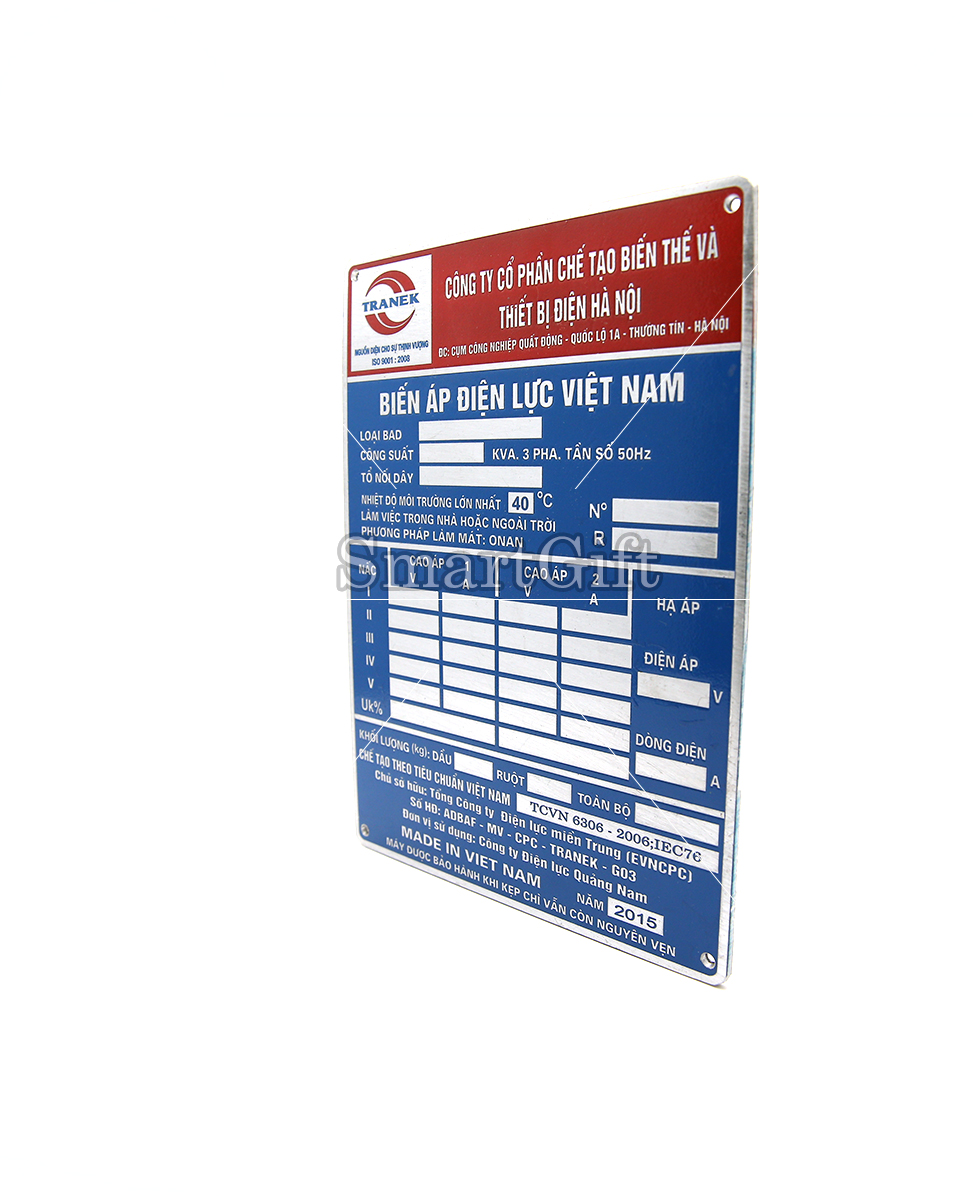 TRANEK
NGUỒN ĐIỆN CHO SỰ THỊNH VƯỢNG
ISO 9001 : 2008
CÔNG TY CỔ PHẦN CHẾ TẠO BIẾN THẾ VÀ
THIẾT BỊ ĐIỆN HÀ NỘI
ĐC: CỤM CÔNG NGHIỆP QUẤT ĐỘNG - QUỐC LỘ 1A - THƯỜNG TÍN - HÀ NỘI
BIẾN ÁP ĐIỆN LỰC VIỆT NAM
LOẠI BAD
CÔNG SUẤT KVA. 3 PHA. TẦN SỐ 50Hz
TỔ NỐI DÂY
NHIỆT ĐỘ MÔI TRƯỜNG LỚN NHẤT 40 °C
LÀM VIỆC TRONG NHÀ HOẶC NGOÀI TRỜI
PHƯƠNG PHÁP LÀM MÁT: ONAN
N°
R
SmartGift
NẤC CAO ÁP 1 CAO ÁP 2
V A V A
HẠ ÁP
I
II
III
IV
V
Uk%
ĐIỆN ÁP
V
DÒNG ĐIỆN
A
KHỐI LƯỢNG (kg): DẦU RUỘT TOÀN BỘ
CHẾ TẠO THEO TIÊU CHUẨN VIỆT NAM TCVN 6306 - 2006;IEC76
Chủ sở hữu: Tổng Công ty Điện lực miền Trung (EVNCPC)
Số HĐ: ADBAF - MV - CPC - TRANEK - G03
Đơn vị sử dụng: Công ty Điện lực Quảng Nam
MADE IN VIET NAM NĂM 2015
MÁY ĐƯỢC BẢO HÀNH KHI KẸP CHÌ VẪN CÒN NGUYÊN VẸN